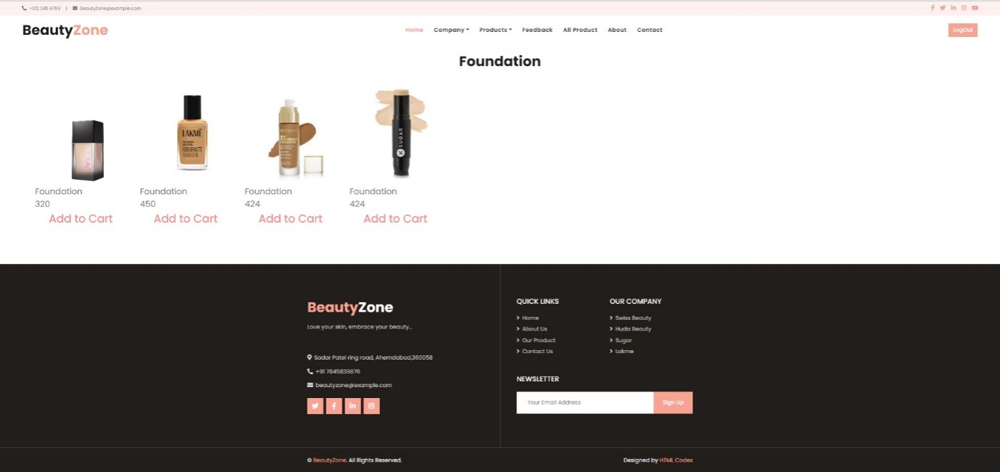 +012 345 6789 | BeautyZone@example.com
BeautyZone
Home Company Products Feedback All Product About Contact
LogOut
Foundation
LAKMÉ
FOUNDATION
SUGAR
Foundation
320
Add to Cart
Foundation
450
Add to Cart
Foundation
424
Add to Cart
Foundation
424
Add to Cart
BeautyZone
Love your skin, embrace your beauty...
Sadar Patel ring road, Ahemdabad,360058
+91 7845839876
beautyzone@example.com
QUICK LINKS
Home
About Us
Our Product
Contact Us
OUR COMPANY
Swiss Beauty
Huda Beauty
Sugar
Lakme
NEWSLETTER
Your Email Address
Sign Up
© BeautyZone. All Rights Reserved.
Designed by HTML Codex